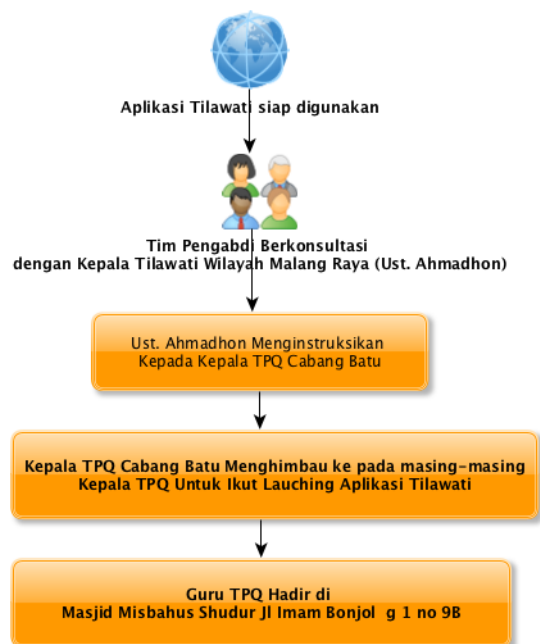 Aplikasi Tilawati siap digunakan
Tim Pengabdi Berkonsultasi
dengan Kepala Tilawati Wilayah Malang Raya (Ust. Ahmadhon)
Ust. Ahmadhon Menginstruksikan
Kepada Kepala TPQ Cabang Batu
Kepala TPQ Cabang Batu Menghimbau ke pada masing-masing
Kepala TPQ Untuk Ikut Lauching Aplikasi Tilawati
Guru TPQ Hadir di
Masjid Misbahus Shudur Jl Imam Bonjol g 1 no 9B